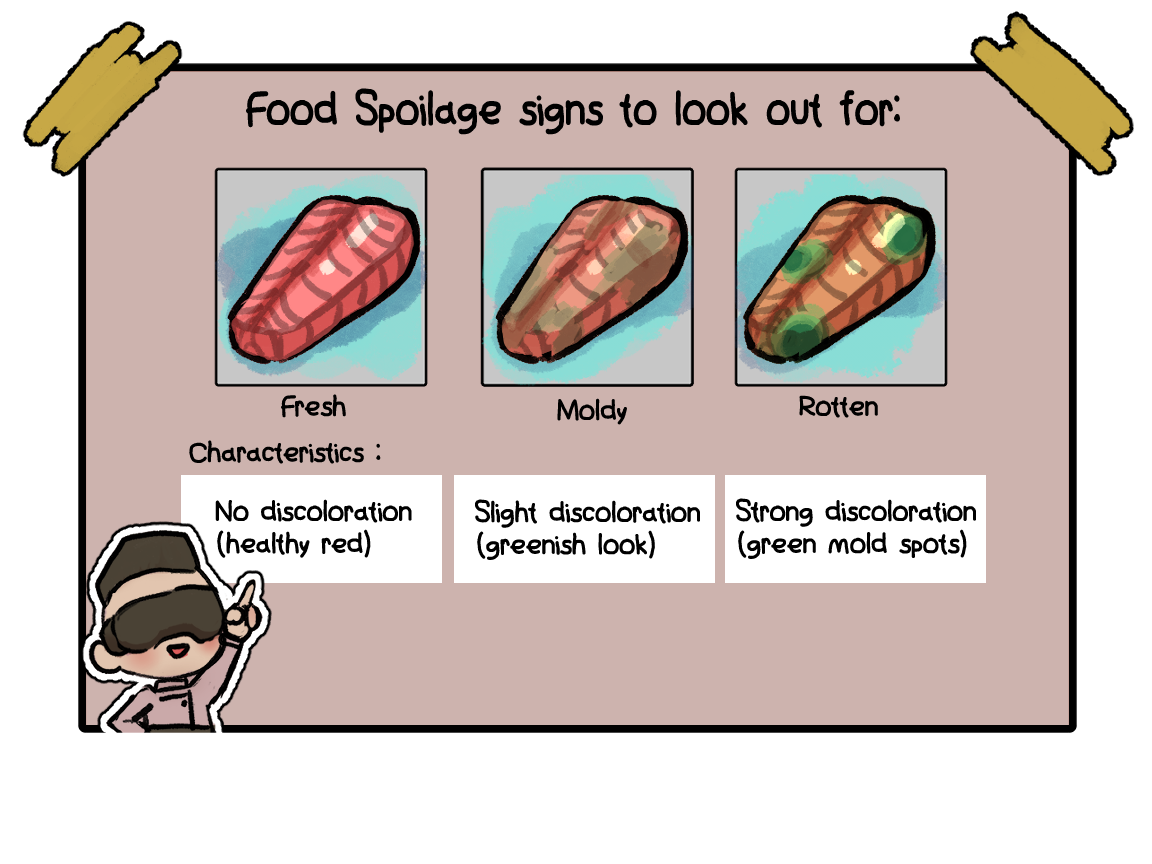 Food Spoilage signs to look out for:
Fresh
Moldy
Rotten
Characteristics :
No discoloration
(healthy red)
Slight discoloration
(greenish look)
Strong discoloration
(green mold spots)